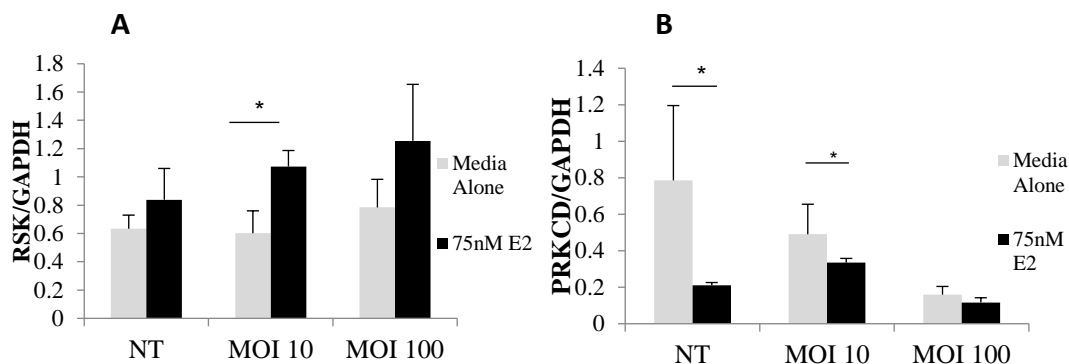 A
RSK/GAPDH
1.8
1.6
1.4
1.2
1
0.8
0.6
0.4
0.2
0
*
NT
MOI 10
MOI 100
Media
Alone
75nM E2
B
PRKCD/GAPDH
1.4
1.2
1
0.8
0.6
0.4
0.2
0
*
*
NT
MOI 10
MOI 100
Media
Alone
75nM
E2